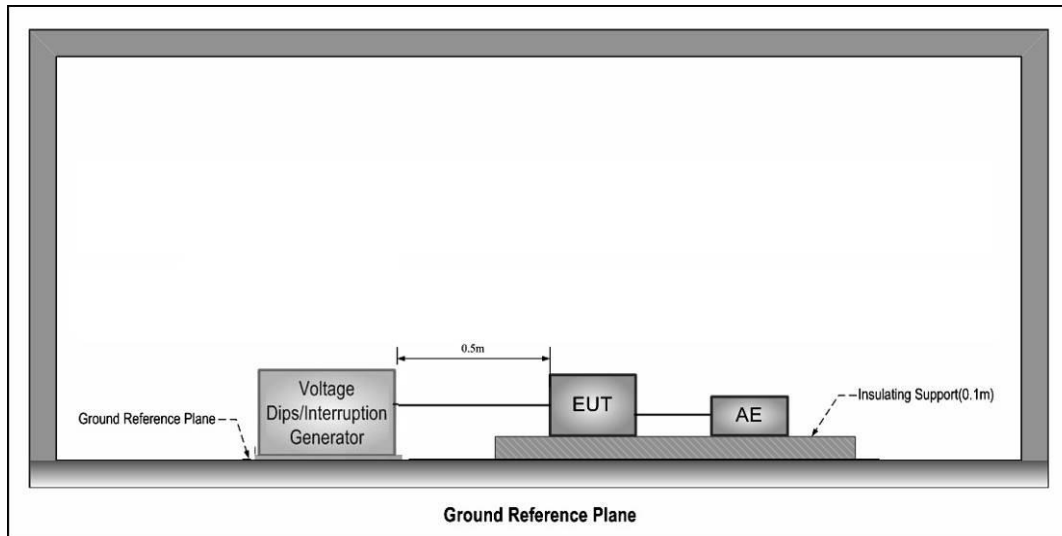 0.5m
Voltage
Dips/Interruption
Generator
EUT
AE
Insulating Support(0.1m)
Ground Reference Plane
Ground Reference Plane